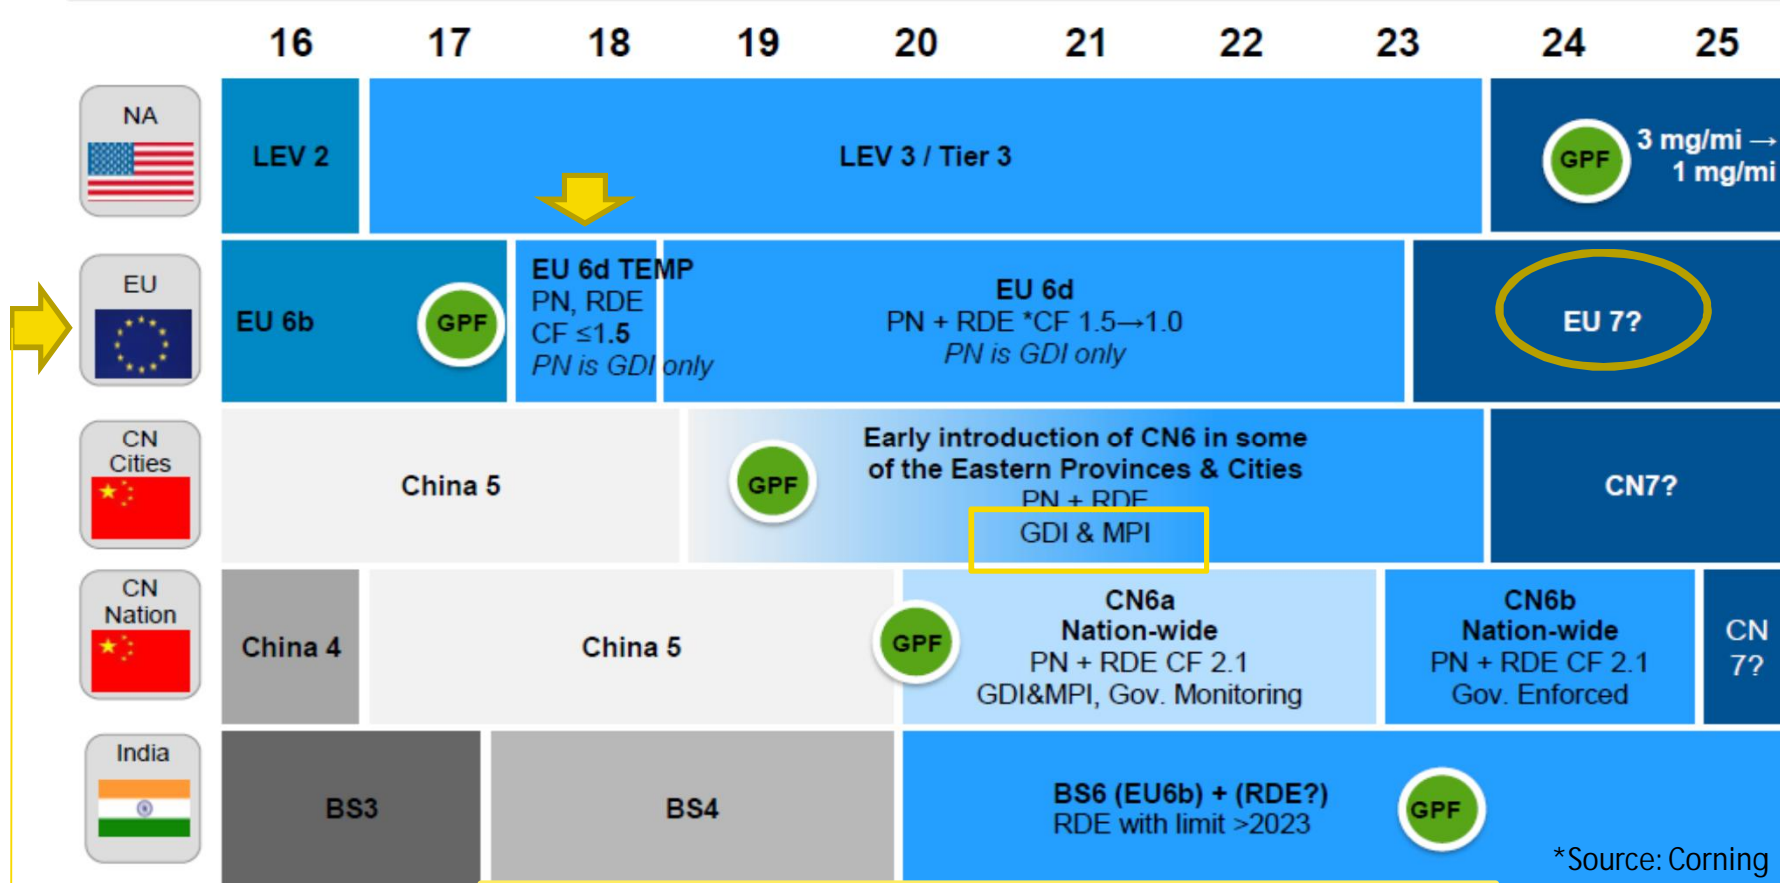 16 17 18 19 20 21 22 23 24 25
NA
LEV 2
LEV 3 / Tier 3
GPF
3 mg/mi →
1 mg/mi
EU
EU 6b
GPF
EU 6d TEMP
PN, RDE
CF ≤1.5
PN is GDI only
EU 6d
PN + RDE *CF 1.5→1.0
PN is GDI only
EU 7?
CN
Cities
China 5
GPF
Early introduction of CN6 in some
of the Eastern Provinces & Cities
PN + RDE
GDI & MPI
CN7?
CN
Nation
China 4
China 5
GPF
CN6a
Nation-wide
PN + RDE CF 2.1
GDI&MPI, Gov. Monitoring
CN6b
Nation-wide
PN + RDE CF 2.1
Gov. Enforced
CN
7?
India
BS3
BS4
BS6 (EU6b) + (RDE?)
RDE with limit >2023
GPF
*Source: Corning